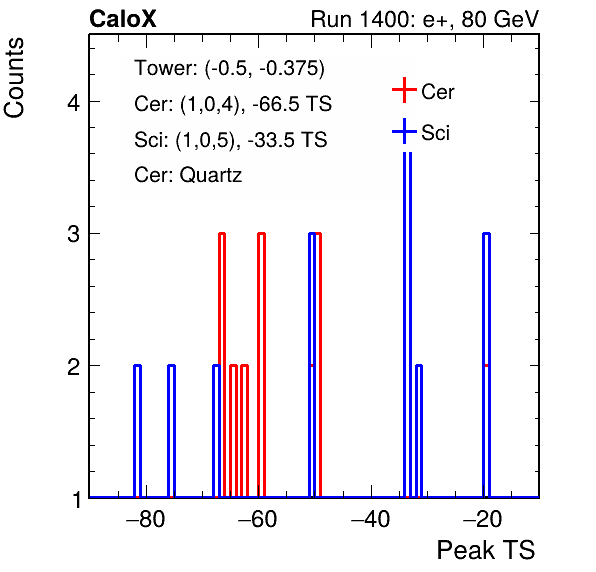 CaloX Run 1400: e+, 80 GeV
Counts
Tower: (-0.5, -0.375)
Cer: (1,0,4), -66.5 TS
Sci: (1,0,5), -33.5 TS
Cer: Quartz
Cer
Sci
4
3
2
1
−80 −60 −40 −20
Peak TS